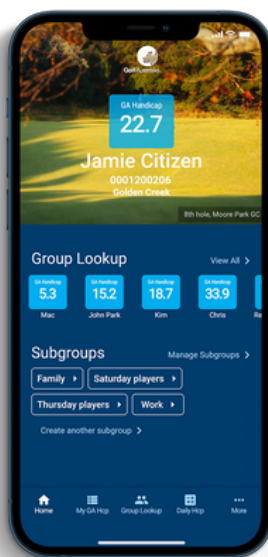 Golf Australia
GA Handicap
22.7
Jamie Citizen
0001200206
Golden Creek
8th hole, Moore Park GC
Group Lookup
View All >
GA Handicap GA Handicap GA Handicap GA Handicap
5.3 15.2 18.7 33.9
Mac John Park Kim Chris Re
Subgroups
Manage Subgroups >
Family Saturday players
Thursday players Work
Create another subgroup >
Home My GA Hcp Group Lookup Daily Hcp More